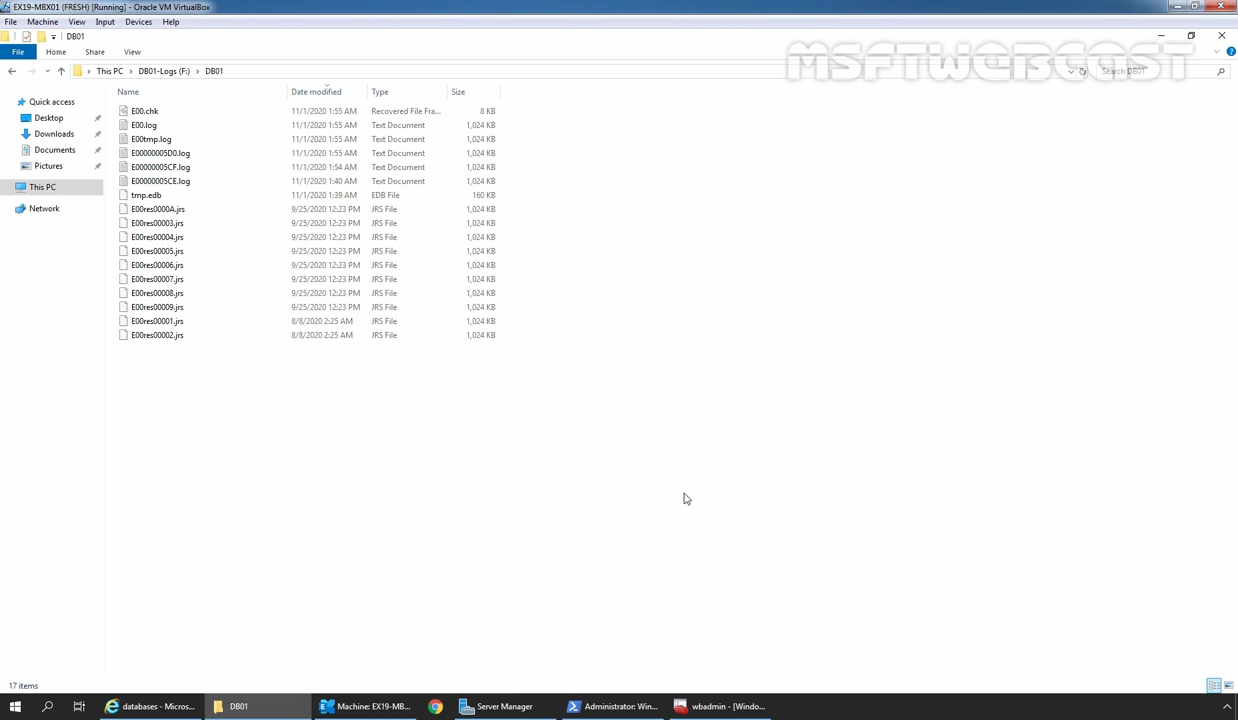 EX19-MBX01 (FRESH) [Running] - Oracle VM VirtualBox
File Machine View Input Devices Help
DB01
File Home Share View
MSFTWEBCAST
This PC > DB01-Logs (F:) > DB01
Search DB01
Name Date modified Type Size
Quick access
Desktop
Downloads
Documents
Pictures
This PC
Network
E00.chk 11/1/2020 1:55 AM Recovered File Fra... 8 KB
E00.log 11/1/2020 1:55 AM Text Document 1,024 KB
E00tmp.log 11/1/2020 1:55 AM Text Document 1,024 KB
E00000005D0.log 11/1/2020 1:55 AM Text Document 1,024 KB
E00000005CF.log 11/1/2020 1:54 AM Text Document 1,024 KB
E00000005CE.log 11/1/2020 1:40 AM Text Document 1,024 KB
tmp.edb 11/1/2020 1:39 AM EDB File 160 KB
E00res0000A.jrs 9/25/2020 12:23 PM JRS File 1,024 KB
E00res00003.jrs 9/25/2020 12:23 PM JRS File 1,024 KB
E00res00004.jrs 9/25/2020 12:23 PM JRS File 1,024 KB
E00res00005.jrs 9/25/2020 12:23 PM JRS File 1,024 KB
E00res00006.jrs 9/25/2020 12:23 PM JRS File 1,024 KB
E00res00007.jrs 9/25/2020 12:23 PM JRS File 1,024 KB
E00res00008.jrs 9/25/2020 12:23 PM JRS File 1,024 KB
E00res00009.jrs 9/25/2020 12:23 PM JRS File 1,024 KB
E00res00001.jrs 8/8/2020 2:25 AM JRS File 1,024 KB
E00res00002.jrs 8/8/2020 2:25 AM JRS File 1,024 KB
17 items
databases - Micros... DB01 Machine: EX19-MB... Server Manager Administrator: Win... wbadmin - [Windo...